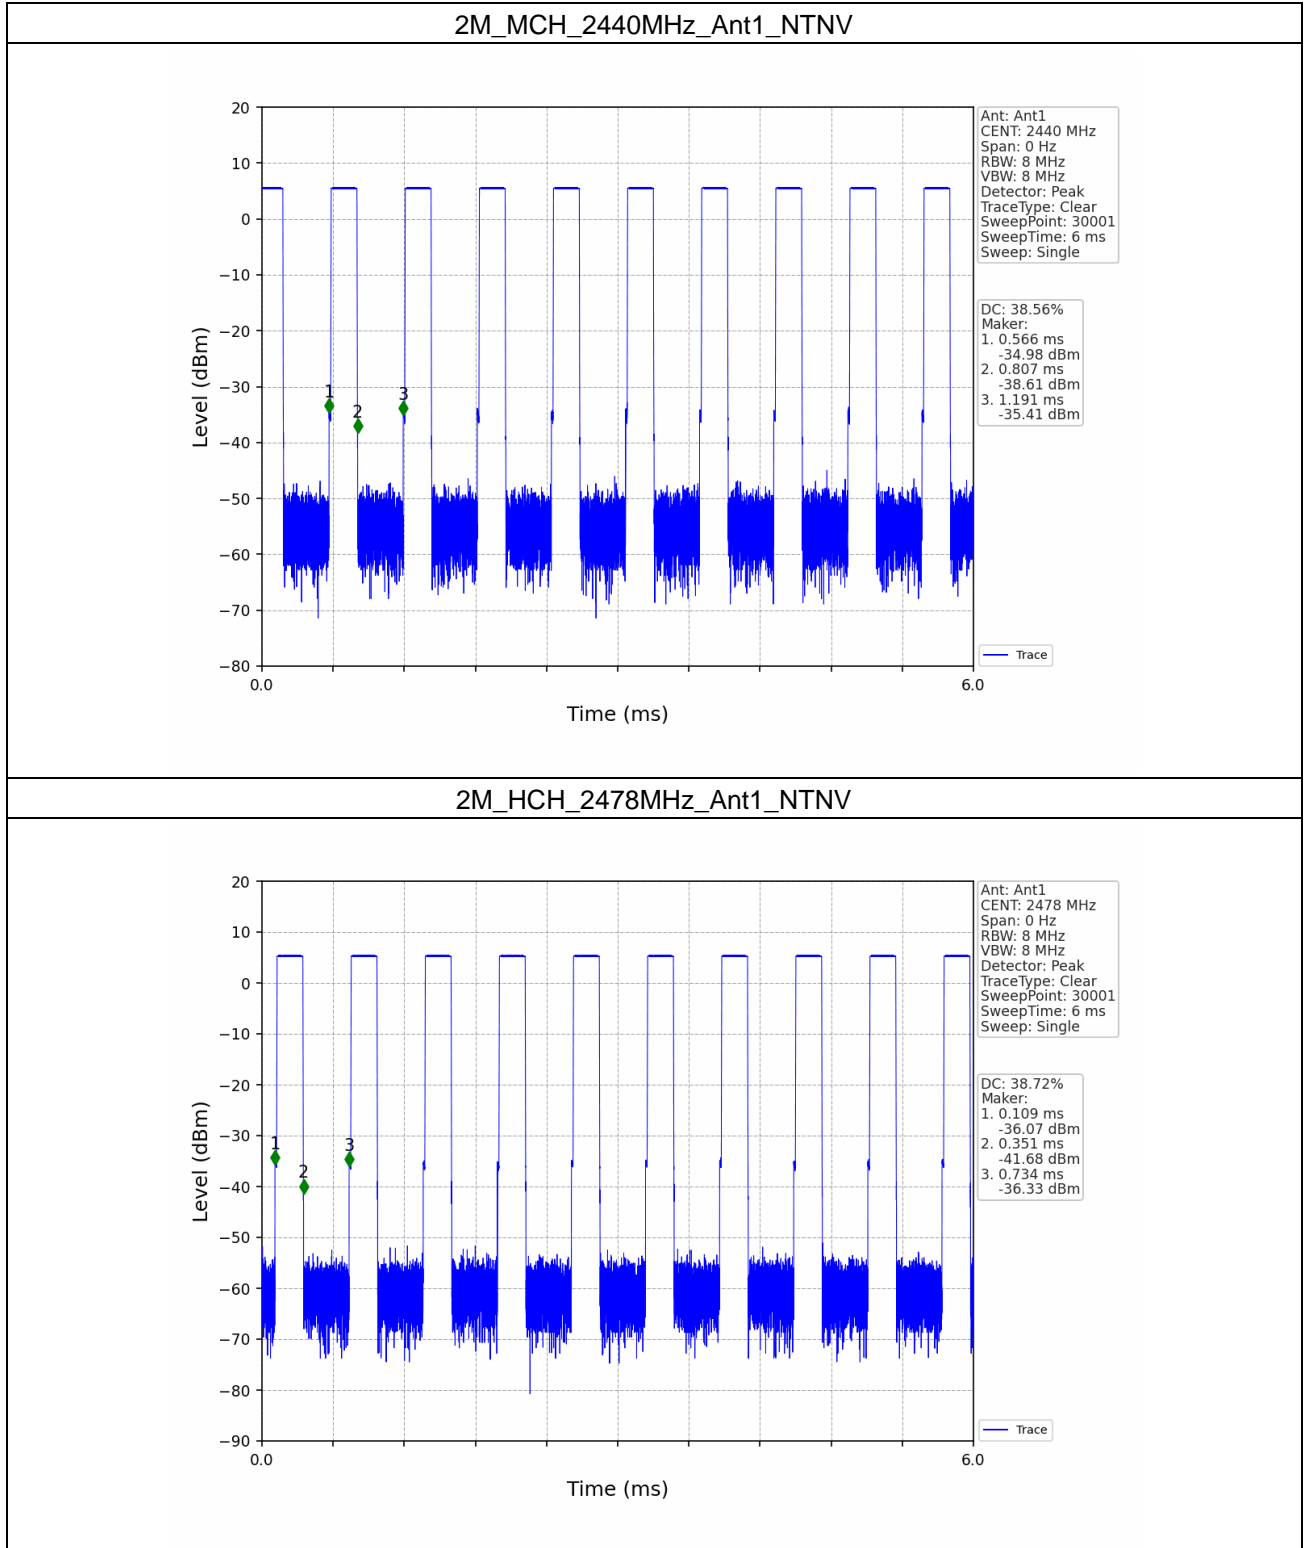 2M_MCH_2440MHz_Ant1_NTNV
20
10
0
−10
−20
−30
−40
−50
−60
−70
−80
Level (dBm)
1
2
3
0.0
6.0
Time (ms)
Ant: Ant1
CENT: 2440 MHz
Span: 0 Hz
RBW: 8 MHz
VBW: 8 MHz
Detector: Peak
TraceType: Clear
SweepPoint: 30001
SweepTime: 6 ms
Sweep: Single
DC: 38.56%
Maker:
1. 0.566 ms
-34.98 dBm
2. 0.807 ms
-38.61 dBm
3. 1.191 ms
-35.41 dBm
Trace
2M_HCH_2478MHz_Ant1_NTNV
20
10
0
−10
−20
−30
−40
−50
−60
−70
−80
−90
Level (dBm)
1
2
3
0.0
6.0
Time (ms)
Ant: Ant1
CENT: 2478 MHz
Span: 0 Hz
RBW: 8 MHz
VBW: 8 MHz
Detector: Peak
TraceType: Clear
SweepPoint: 30001
SweepTime: 6 ms
Sweep: Single
DC: 38.72%
Maker:
1. 0.109 ms
-36.07 dBm
2. 0.351 ms
-41.68 dBm
3. 0.734 ms
-36.33 dBm
Trace